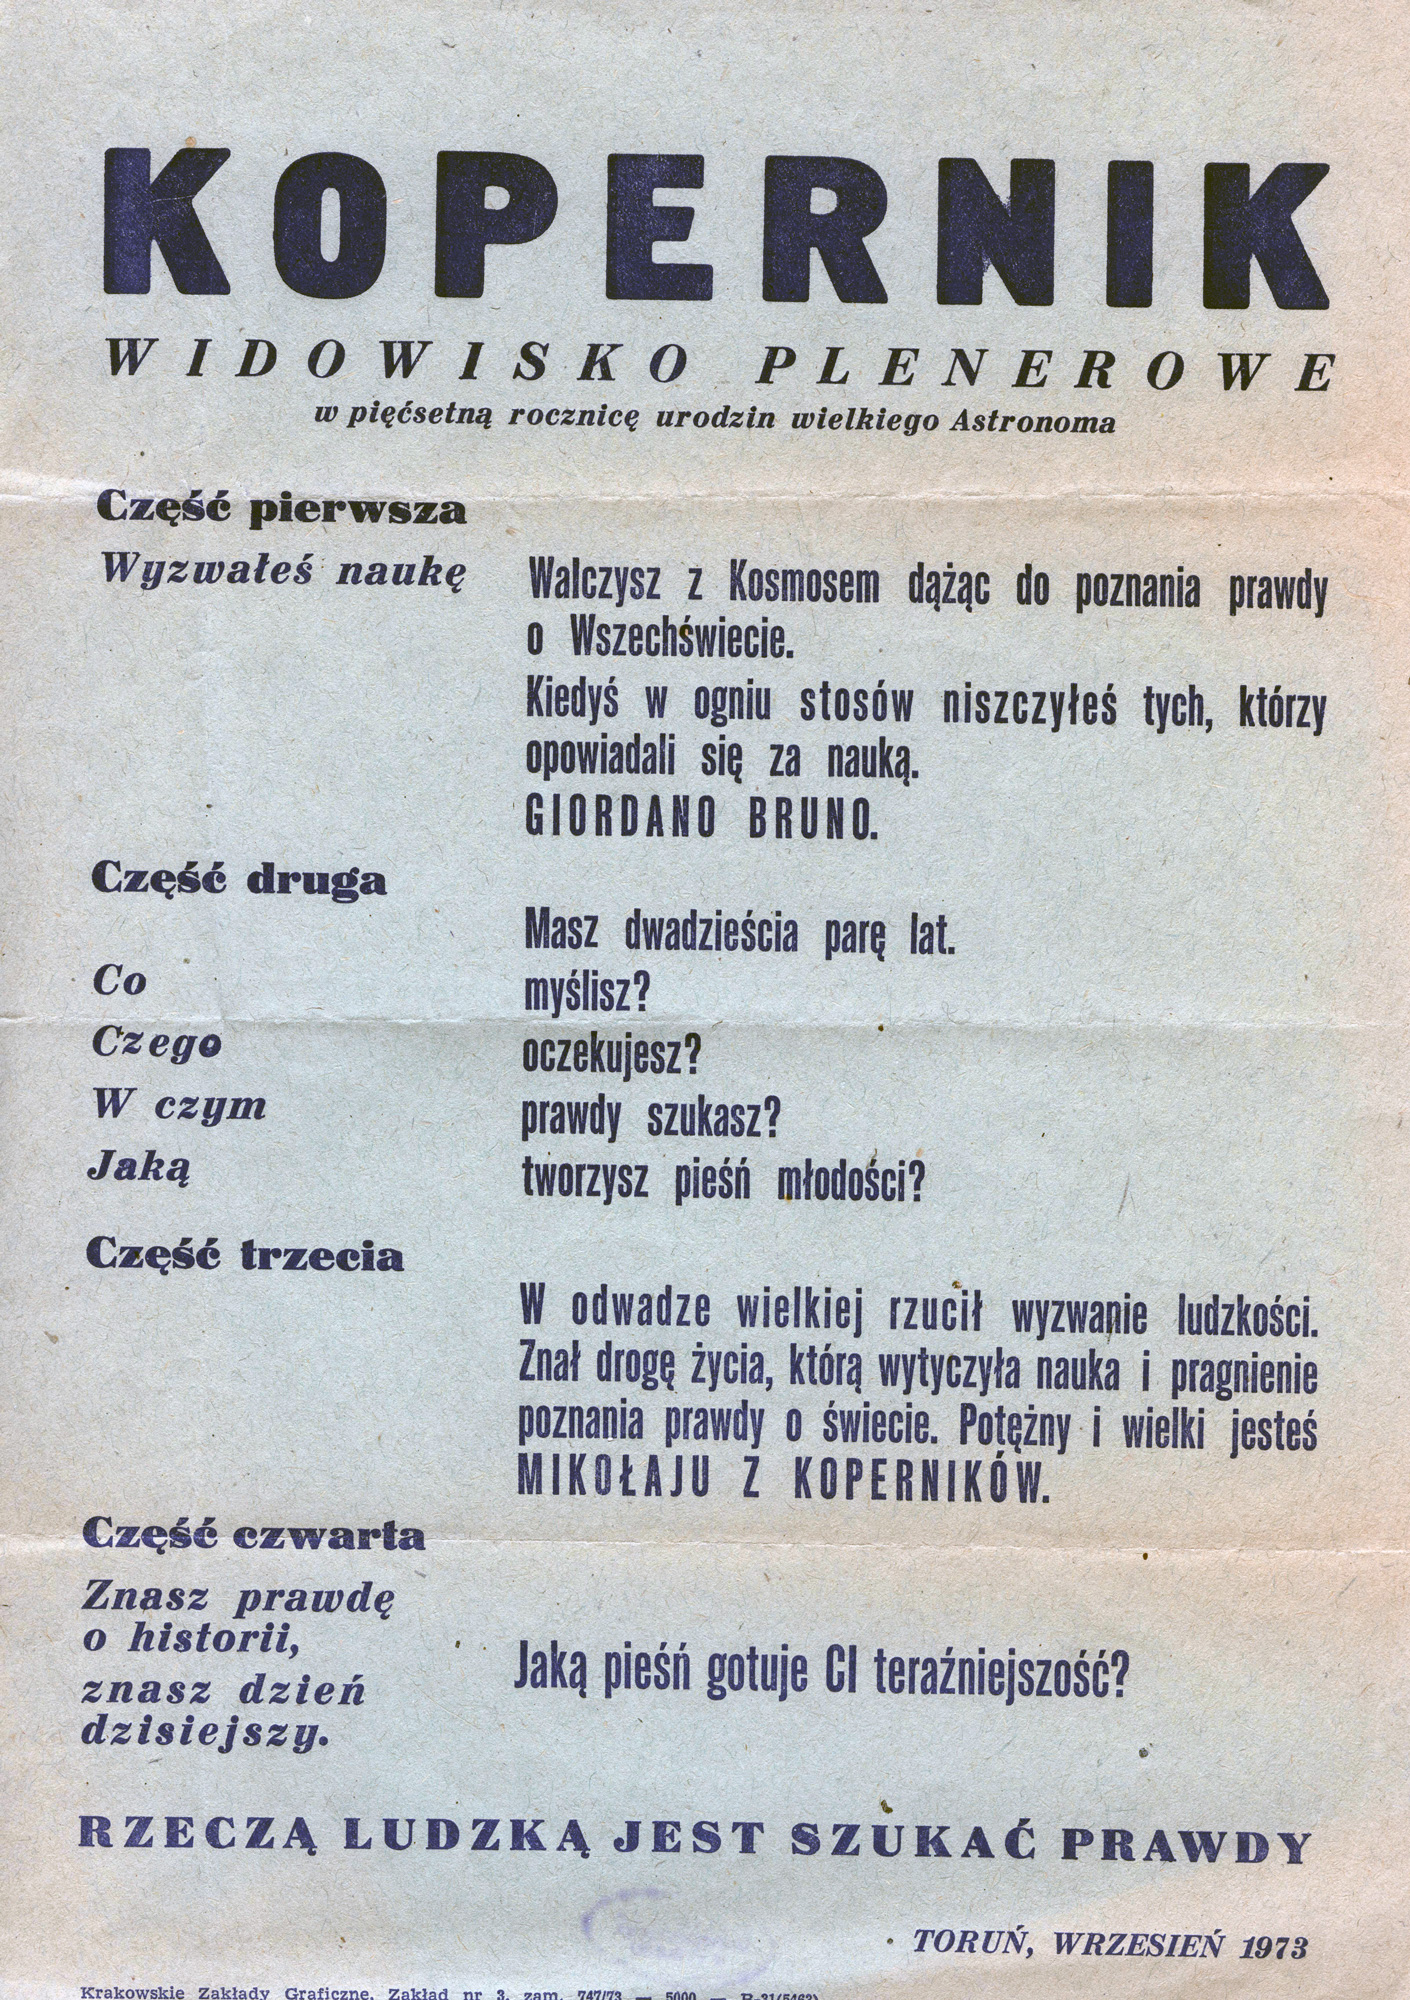 KOPERNIK
WIDOWISKO PLENEROWE
w pięćsetną rocznicę urodzin wielkiego Astronoma
Część pierwsza
Wyzwałeś naukę
Walczysz z Kosmosem dążąc do poznania prawdy
o Wszechświecie.
Kiedyś w ogniu stosów niszczyłeś tych, którzy
opowiadali się za nauką.
GIORDANO BRUNO.
Część druga
Masz dwadzieścia parę lat.
Co myślisz?
Czego oczekujesz?
W czym prawdy szukasz?
Jaką tworzysz pieśń młodości?
Część trzecia
W odwadze wielkiej rzucił wyzwanie ludzkości.
Znał drogę życia, którą wytyczyła nauka i pragnienie
poznania prawdy o świecie. Potężny i wielki jesteś
MIKOŁAJU Z KOPERNIKÓW.
Część czwarta
Znasz prawdę
o historii,
znasz dzień
dzisiejszy.
Jaką pieśń gotuje CI teraźniejszość?
RZECZĄ LUDZKĄ JEST SZUKAĆ PRAWDY
TORUŃ, WRZESIEŃ 1973
Krakowskie Zakłady Graficzne, Zakład nr 3, zam. 747/73 — 5000 — R-31(5462)